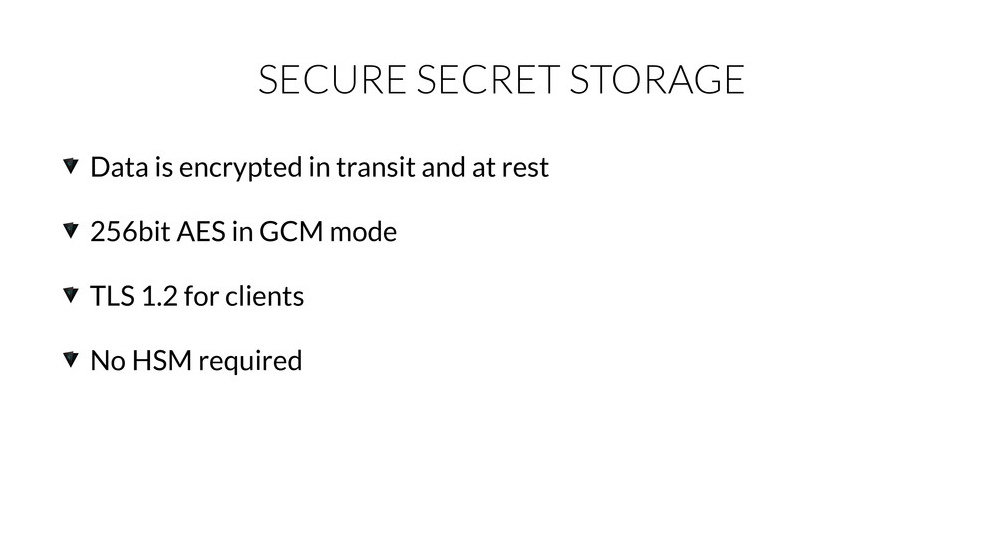 SECURE SECRET STORAGE
Data is encrypted in transit and at rest
256bit AES in GCM mode
TLS 1.2 for clients
No HSM required